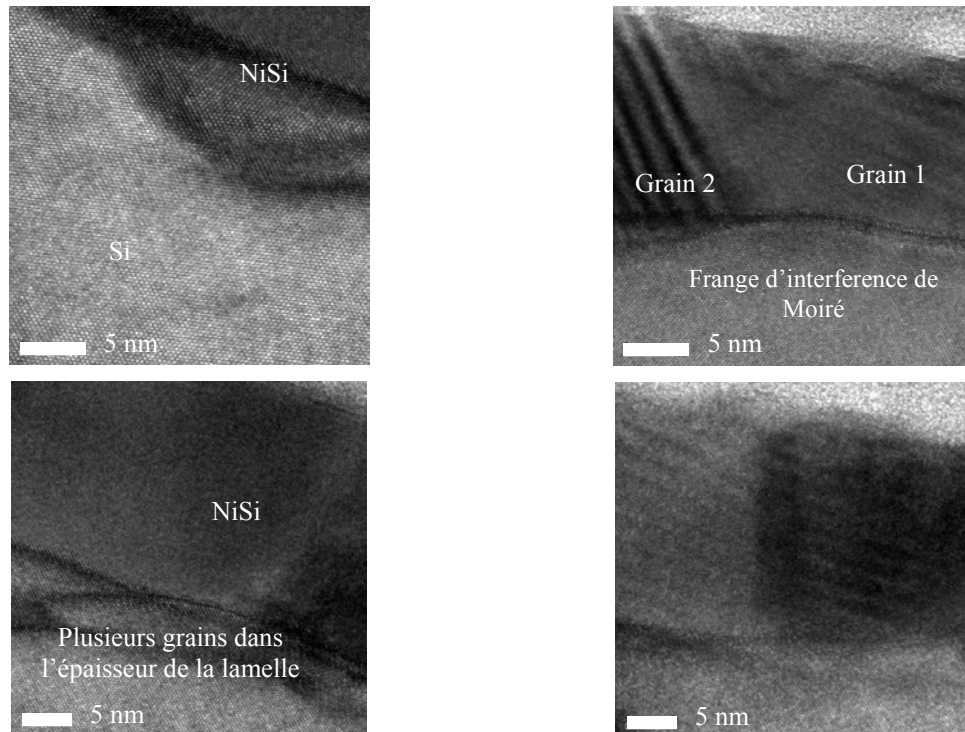 NiSi
Si
5 nm
Grain 2
Grain 1
Frange d'interference de
Moiré
5 nm
NiSi
Plusieurs grains dans
l'épaisseur de la lamelle
5 nm
5 nm